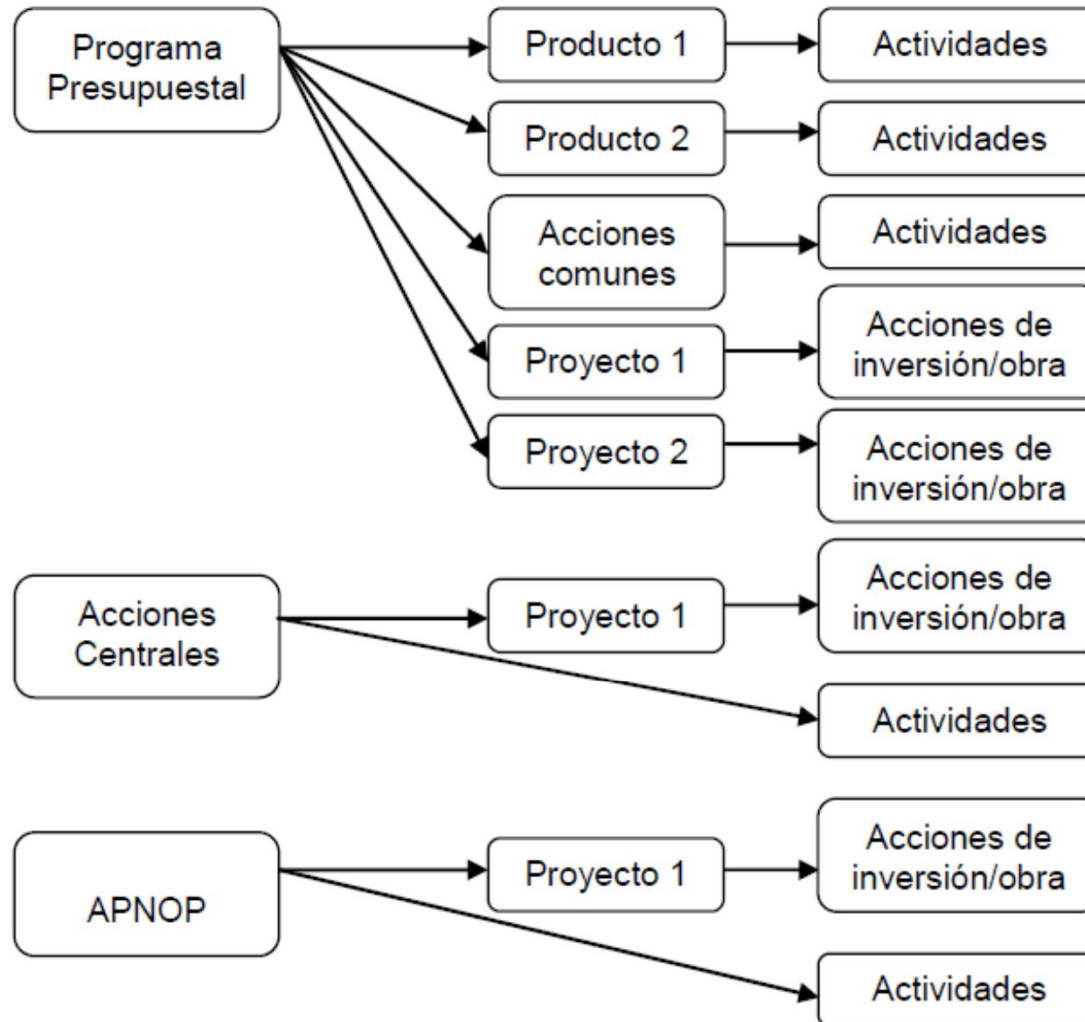 Programa
Presupuestal
Producto 1
Actividades
Producto 2
Actividades
Acciones
comunes
Actividades
Proyecto 1
Acciones de
inversión/obra
Proyecto 2
Acciones de
inversión/obra
Acciones
Centrales
Proyecto 1
Acciones de
inversión/obra
Actividades
APNOP
Proyecto 1
Acciones de
inversión/obra
Actividades